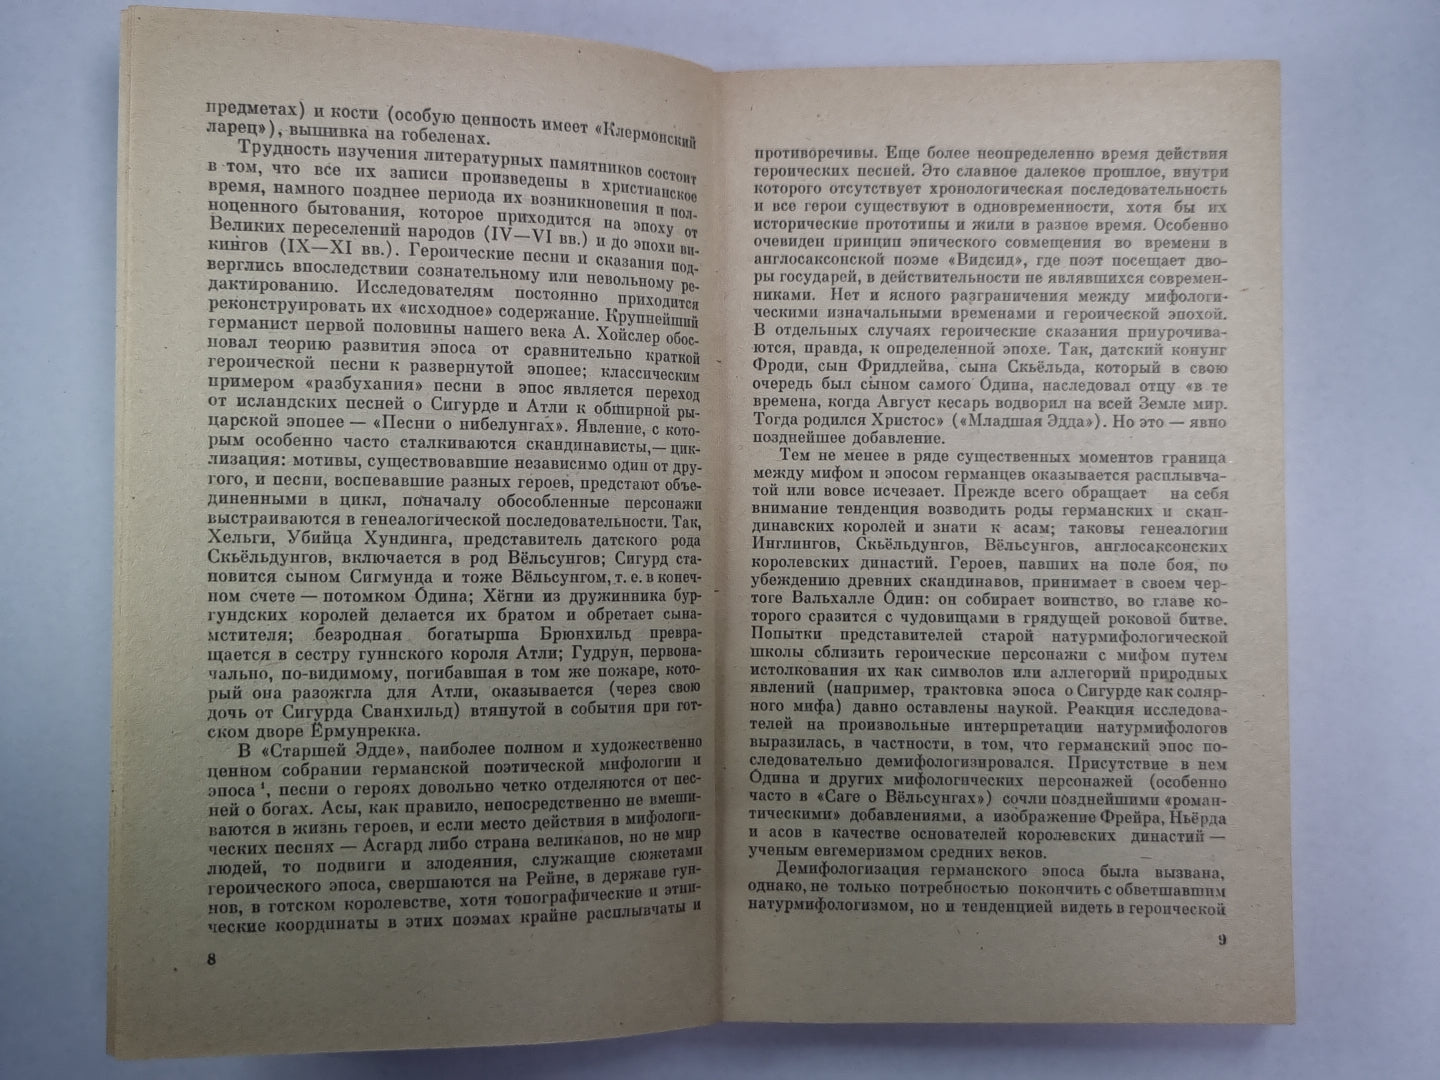 предметах) и кости (особую ценность имеет «Клермонский
ларец»), вышивка на гобеленах.
Трудность изучения литературных памятников состоит
в том, что все их записи произведены в христианское
время, намного позднее периода их возникновения и пол-
ноценного бытования, которое приходится на эпоху от
Великих переселений народов (IV—VI вв.) и до эпохи ви-
кингов (IX—XI вв.). Героические песни и сказания под-
верглись впоследствии сознательному или невольному ре-
дактированию. Исследователям постоянно приходится
реконструировать их «исходное» содержание. Крупнейший
германист первой половины нашего века А. Хойслер обос-
новал теорию развития эпоса от сравнительно краткой
героической песни к развернутой эпопее; классическим
примером «разбухания» песни в эпос является переход
от исландских песней о Сигурде и Атли к обширной ры-
царской эпопее — «Песни о нибелунгах». Явление, с кото-
рым особенно часто сталкиваются скандинависты,— цик-
лизация: мотивы, существовавшие независимо один от дру-
гого, и песни, воспевавшие разных героев, предстают объе-
диненными в цикл, поначалу обособленные персонажи
выстраиваются в генеалогической последовательности. Так,
Хельги, Убийца Хундинга, представитель датского рода
Скьёльдунгов, включается в род Вёльсунгов; Сигурд ста-
новится сыном Сигмунда и тоже Вёльсунгом, т. е. в конеч-
ном счете — потомком О́дина; Хёгни из дружинника бур-
гундских королей делается их братом и обретает сына-
мстителя; безродная богатырша Брюнхильд превра-
щается в сестру гуннского короля Атли; Гудрун, первона-
чально, по-видимому, погибавшая в том же пожаре, кото-
рый она разожгла для Атли, оказывается (через свою
дочь от Сигурда Сванхильд) втянутой в события при гот-
ском дворе Ёрмунрекка.
В «Старшей Эдде», наиболее полном и художественно
ценном собрании германской поэтической мифологии и
эпоса ¹, песни о героях довольно четко отделяются от пес-
ней о богах. Асы, как правило, непосредственно не вмеши-
ваются в жизнь героев, и если место действия в мифологи-
ческих песнях — Асгард либо страна великанов, но не мир
людей, то подвиги и злодеяния, служащие сюжетами
героического эпоса, свершаются на Рейне, в державе гун-
нов, в готском королевстве, хотя топографические и этни-
ческие координаты в этих поэмах крайне расплывчаты и
8
противоречивы. Еще более неопределенно время действия
героических песней. Это славное далекое прошлое, внутри
которого отсутствует хронологическая последовательность
и все герои существуют в одновременности, хотя бы их
исторические прототипы и жили в разное время. Особенно
очевиден принцип эпического совмещения во времени в
англосаксонской поэме «Видсид», где поэт посещает дво-
ры государей, в действительности не являвшихся современ-
никами. Нет и ясного разграничения между мифологи-
ческими изначальными временами и героической эпохой.
В отдельных случаях героические сказания приурочива-
ются, правда, к определенной эпохе. Так, датский конунг
Фроди, сын Фридлейва, сына Скьёльда, который в свою
очередь был сыном самого О́дина, наследовал отцу «в те
времена, когда Август кесарь водворил на всей Земле мир.
Тогда родился Христос» («Младшая Эдда»). Но это — явно
позднейшее добавление.
Тем не менее в ряде существенных моментов граница
между мифом и эпосом германцев оказывается расплывча-
той или вовсе исчезает. Прежде всего обращает на себя
внимание тенденция возводить роды германских и скан-
динавских королей и знати к асам; таковы генеалогии
Инглингов, Скьёльдунгов, Вёльсунгов, англосаксонских
королевских династий. Героев, павших на поле боя, по
убеждению древних скандинавов, принимает в своем чер-
тоге Вальхалле О́дин: он собирает воинство, во главе ко-
торого сразится с чудовищами в грядущей роковой битве.
Попытки представителей старой натурмифологической
школы сблизить героические персонажи с мифом путем
истолкования их как символов или аллегорий природных
явлений (например, трактовка эпоса о Сигурде как соляр-
ного мифа) давно оставлены наукой. Реакция исследова-
телей на произвольные интерпретации натурмифологов
выразилась, в частности, в том, что германский эпос по-
следовательно демифологизировался. Присутствие в нем
О́дина и других мифологических персонажей (особенно
часто в «Саге о Вёльсунгах») сочли позднейшими «роман-
тическими» добавлениями, а изображение Фрейра, Ньёрда
и асов в качестве основателей королевских династий —
ученым евгемеризмом средних веков.
Демифологизация германского эпоса была вызвана,
однако, не только потребностью покончить с обветшавшим
натурмифологизмом, но и тенденцией видеть в героической
9